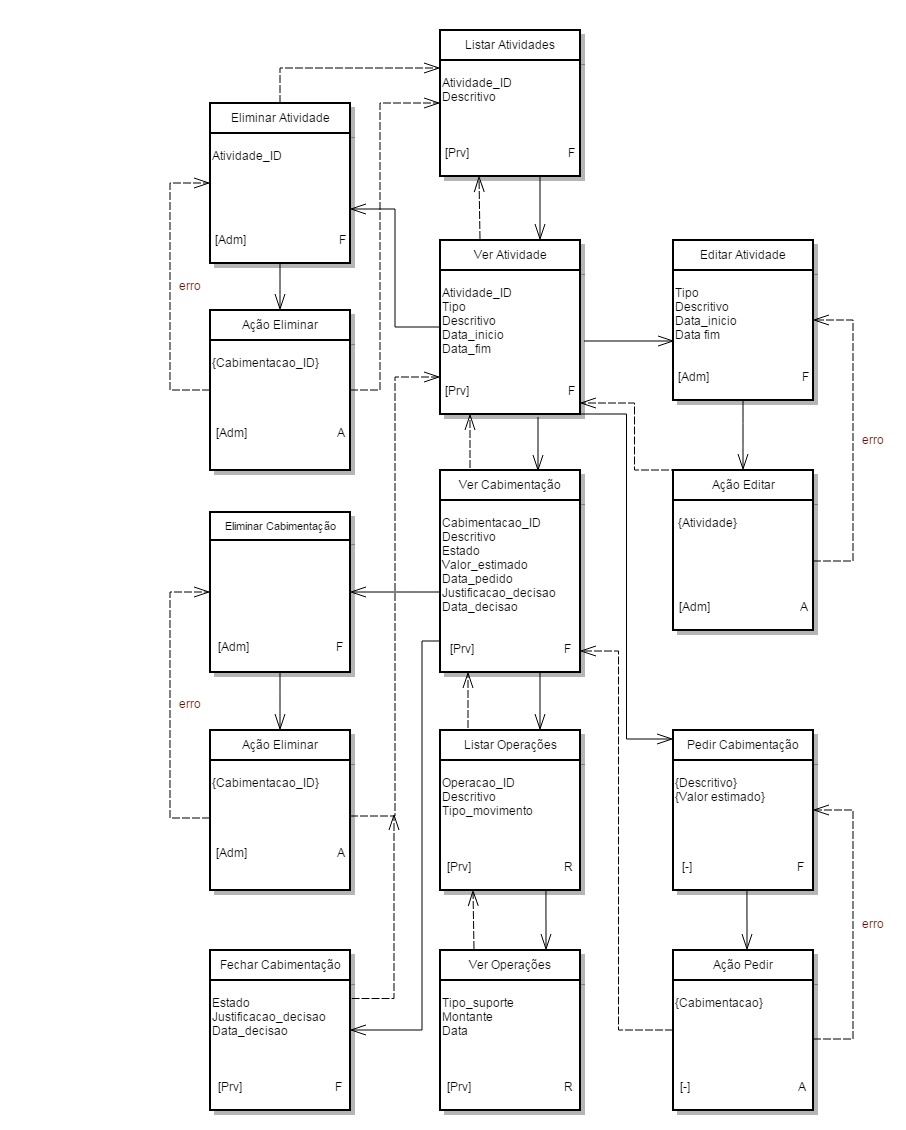 Listar Atividades
Atividade_ID
Descritivo
[Prv] F
Eliminar Atividade
Atividade_ID
[Adm] F
erro
Ação Eliminar
{Cabimentacao_ID}
[Adm] A
Ver Atividade
Atividade_ID
Tipo
Descritivo
Data_inicio
Data_fim
[Prv] F
Editar Atividade
Tipo
Descritivo
Data_inicio
Data fim
[Adm] F
erro
Ação Editar
{Atividade}
[Adm] A
Ver Cabimentação
Cabimentacao_ID
Descritivo
Estado
Valor_estimado
Data_pedido
Justificacao_decisao
Data_decisao
[Prv] F
Eliminar Cabimentação
[Adm] F
erro
Ação Eliminar
{Cabimentacao_ID}
[Adm] A
Listar Operações
Operacao_ID
Descritivo
Tipo_movimento
[Prv] R
Pedir Cabimentação
{Descritivo}
{Valor estimado}
[-] F
erro
Fechar Cabimentação
Estado
Justificacao_decisao
Data_decisao
[Prv] F
Ver Operações
Tipo_suporte
Montante
Data
[Prv] R
Ação Pedir
{Cabimentacao}
[-] A